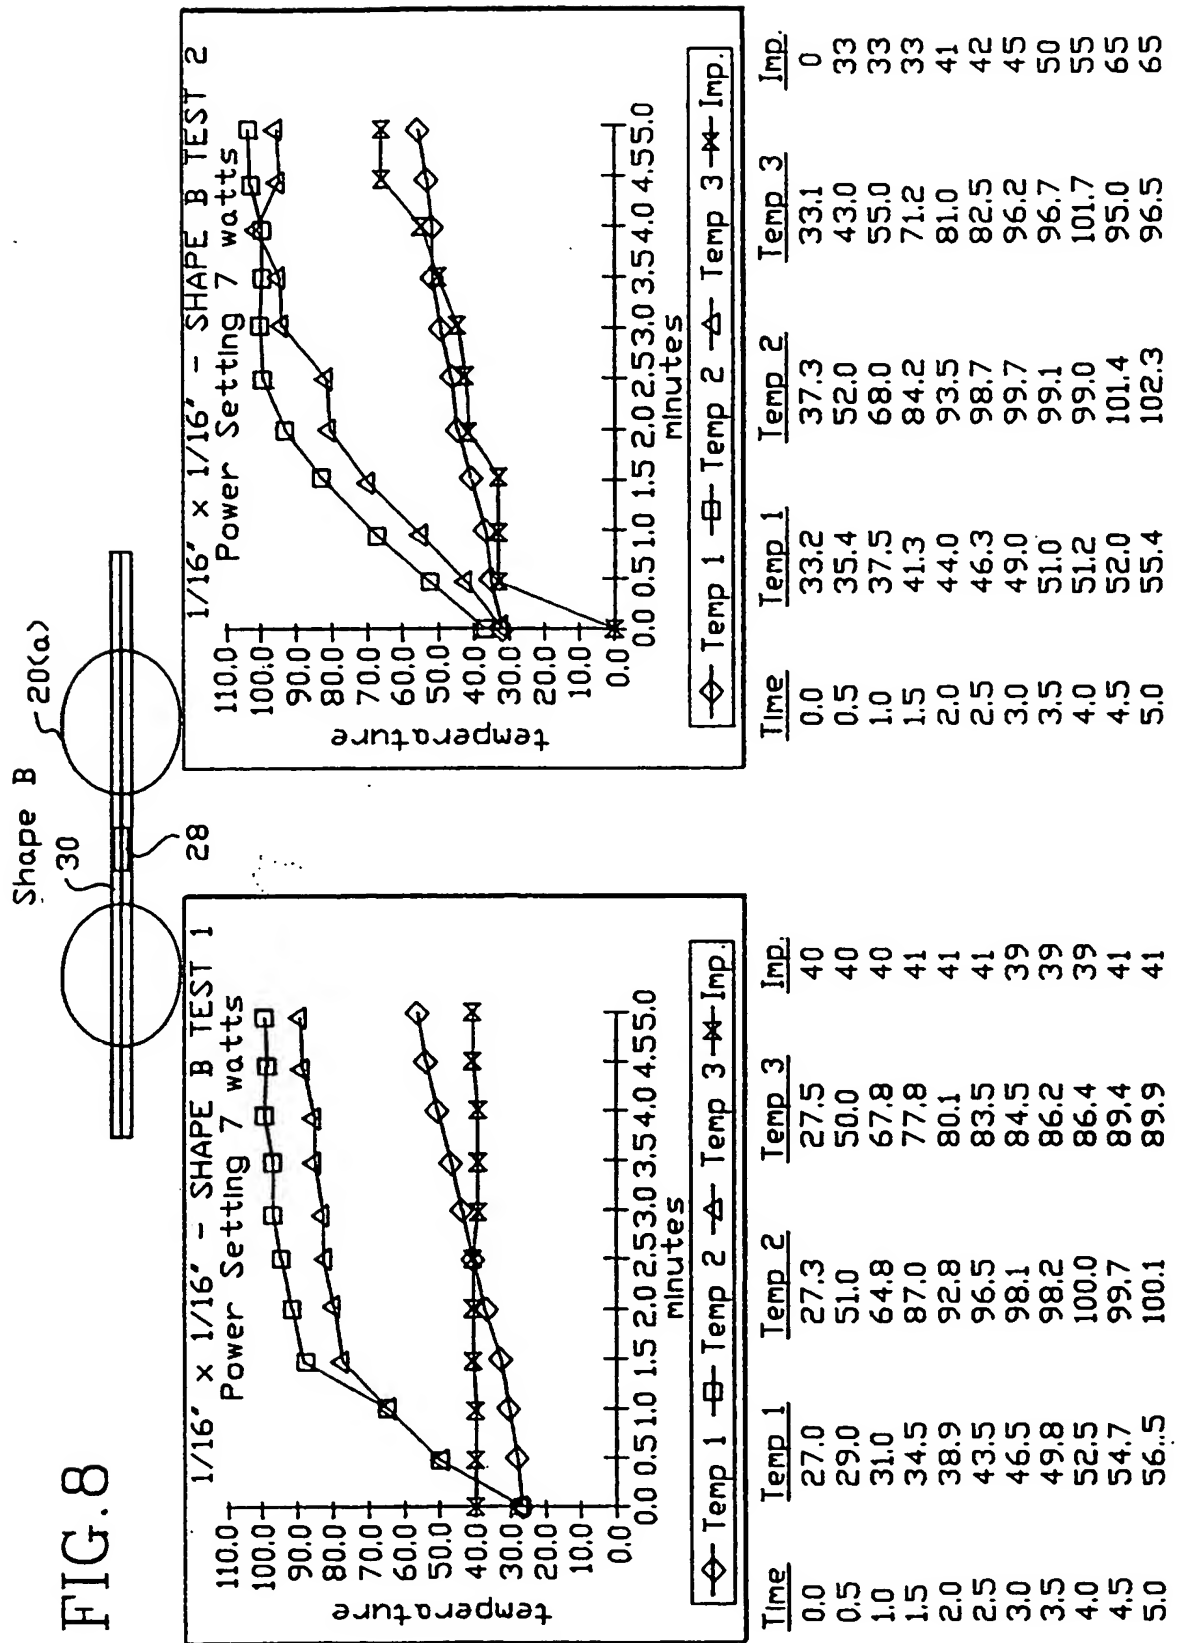 FIG.8
Shape B
30
28
20(a)
1/16" x 1/16" - SHAPE B TEST 1
Power Setting 7 watts
temperature
110.0
100.0
90.0
80.0
70.0
60.0
50.0
40.0
30.0
20.0
0.0
0.0 0.5 1.0 1.5 2.0 2.5 3.0 3.5 4.0 4.5 5.0
minutes
Temp 1 Temp 2 Temp 3 Imp.
Time Temp 1 Temp 2 Temp 3 Imp.
0.0 27.0 27.3 27.5 40
0.5 29.0 51.0 50.0 40
1.0 31.0 64.8 67.8 40
1.5 34.5 87.0 77.8 41
2.0 38.9 92.8 80.1 41
2.5 43.5 96.5 83.5 41
3.0 46.5 98.1 84.5 39
3.5 49.8 98.2 86.2 39
4.0 52.5 100.0 86.4 39
4.5 54.7 99.7 89.4 41
5.0 56.5 100.1 89.9 41
1/16" x 1/16" - SHAPE B TEST 2
Power Setting 7 watts
temperature
110.0
100.0
90.0
80.0
70.0
60.0
50.0
40.0
30.0
20.0
0.0
0.0 0.5 1.0 1.5 2.0 2.5 3.0 3.5 4.0 4.5 5.0
minutes
Temp 1 Temp 2 Temp 3 Imp.
Time Temp 1 Temp 2 Temp 3 Imp.
0.0 33.2 37.3 33.1 0
0.5 35.4 52.0 43.0 33
1.0 37.5 68.0 55.0 33
1.5 41.3 84.2 71.2 33
2.0 44.0 93.5 81.0 41
2.5 46.3 98.7 82.5 42
3.0 49.0 99.7 96.2 45
3.5 51.0 99.1 96.7 50
4.0 51.2 99.0 101.7 55
4.5 52.0 101.4 95.0 65
5.0 55.4 102.3 96.5 65